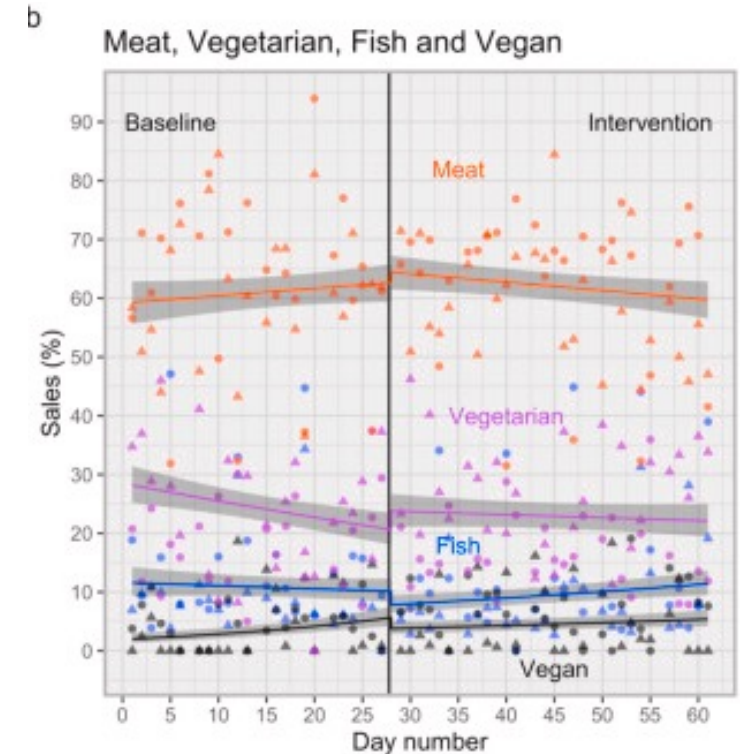 b
Meat, Vegetarian, Fish and Vegan
Baseline
Intervention
Meat
Vegetarian
Fish
Vegan
Sales (%)
90
80
70
60
50
40
30
20
10
0
0 5 10 15 20 25 30 35 40 45 50 55 60
Day number